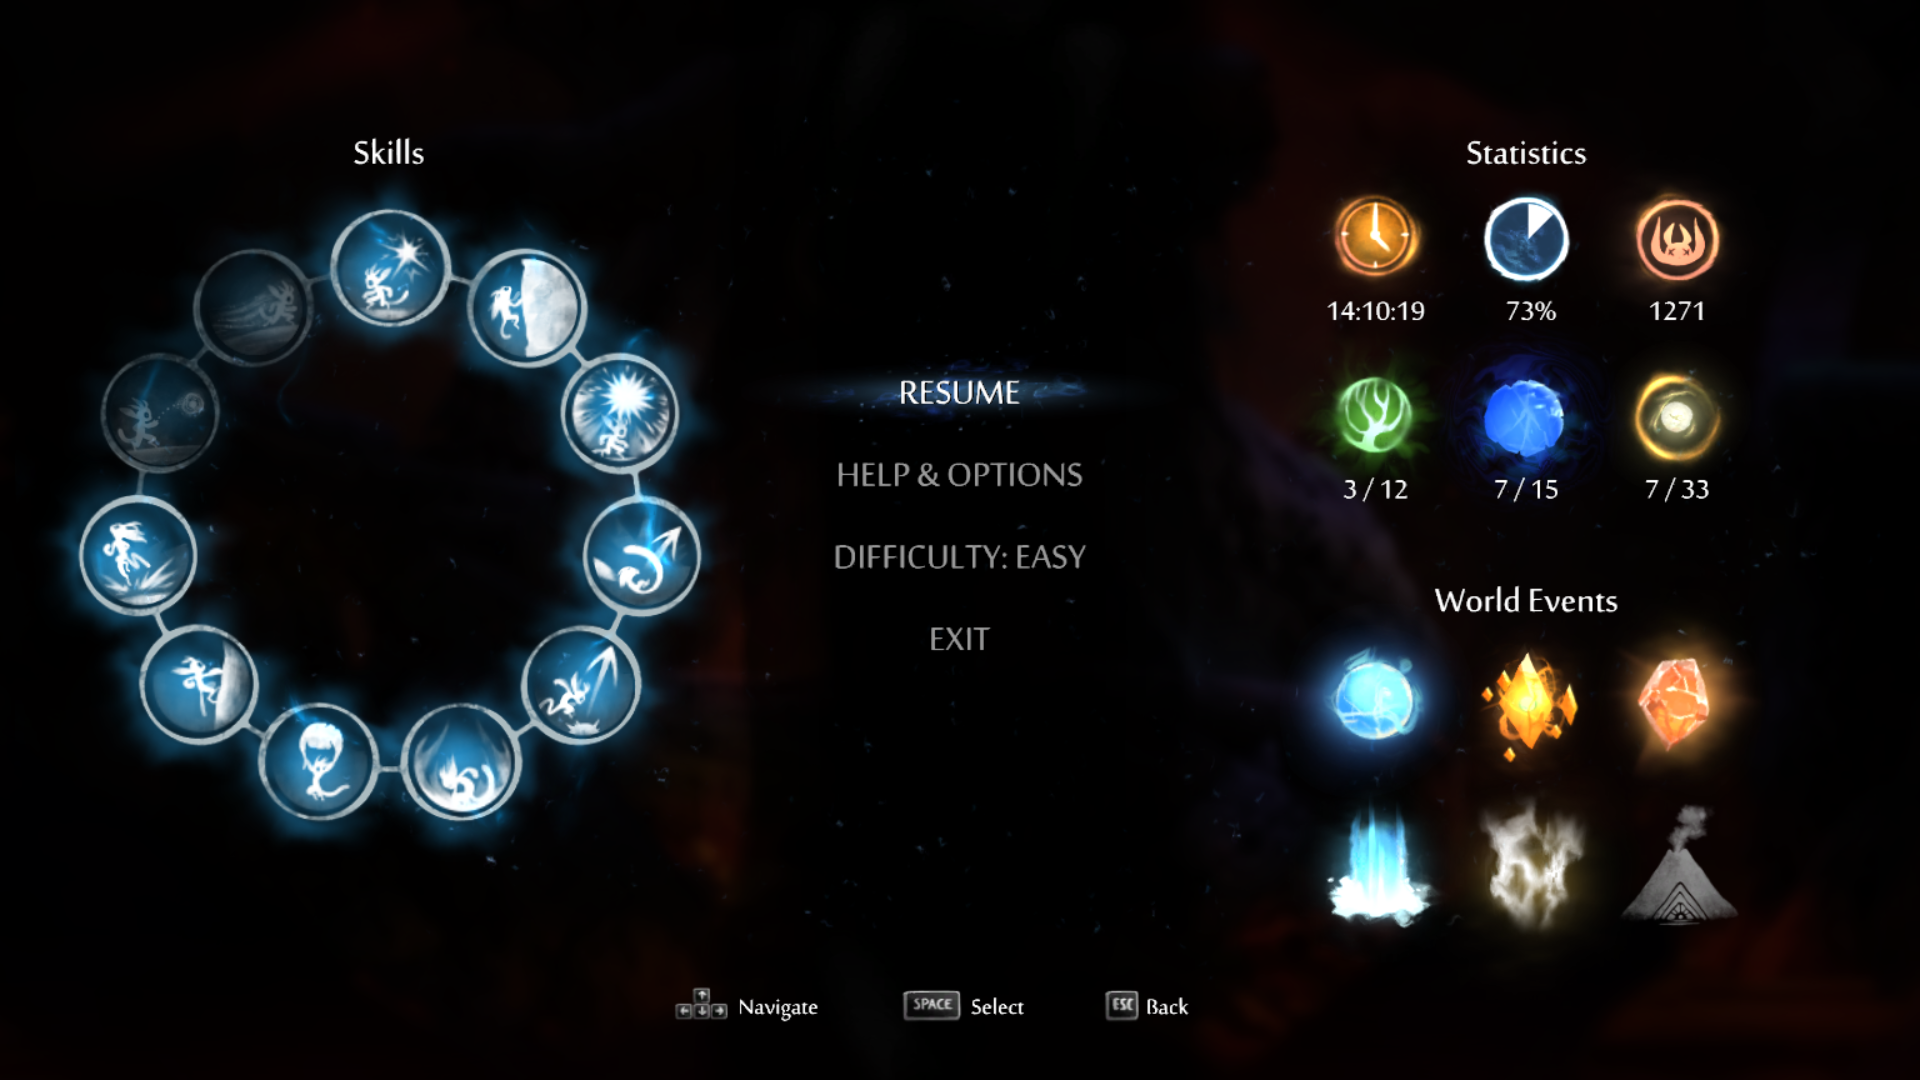 Skills
RESUME
HELP & OPTIONS
DIFFICULTY: EASY
EXIT
Statistics
14:10:19
73%
1271
3 / 12
7 / 15
7 / 33
World Events
Navigate
SPACE Select
ESC Back